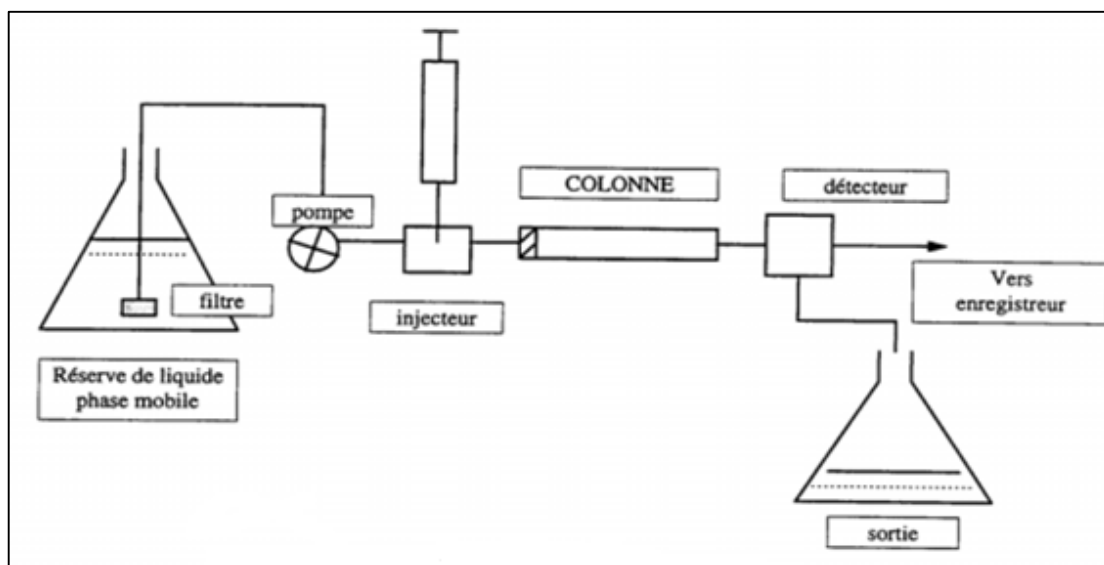 COLONNE
détecteur
pompe
filtre
injecteur
Vers
enregistreur
Réserve de liquide
phase mobile
sortie